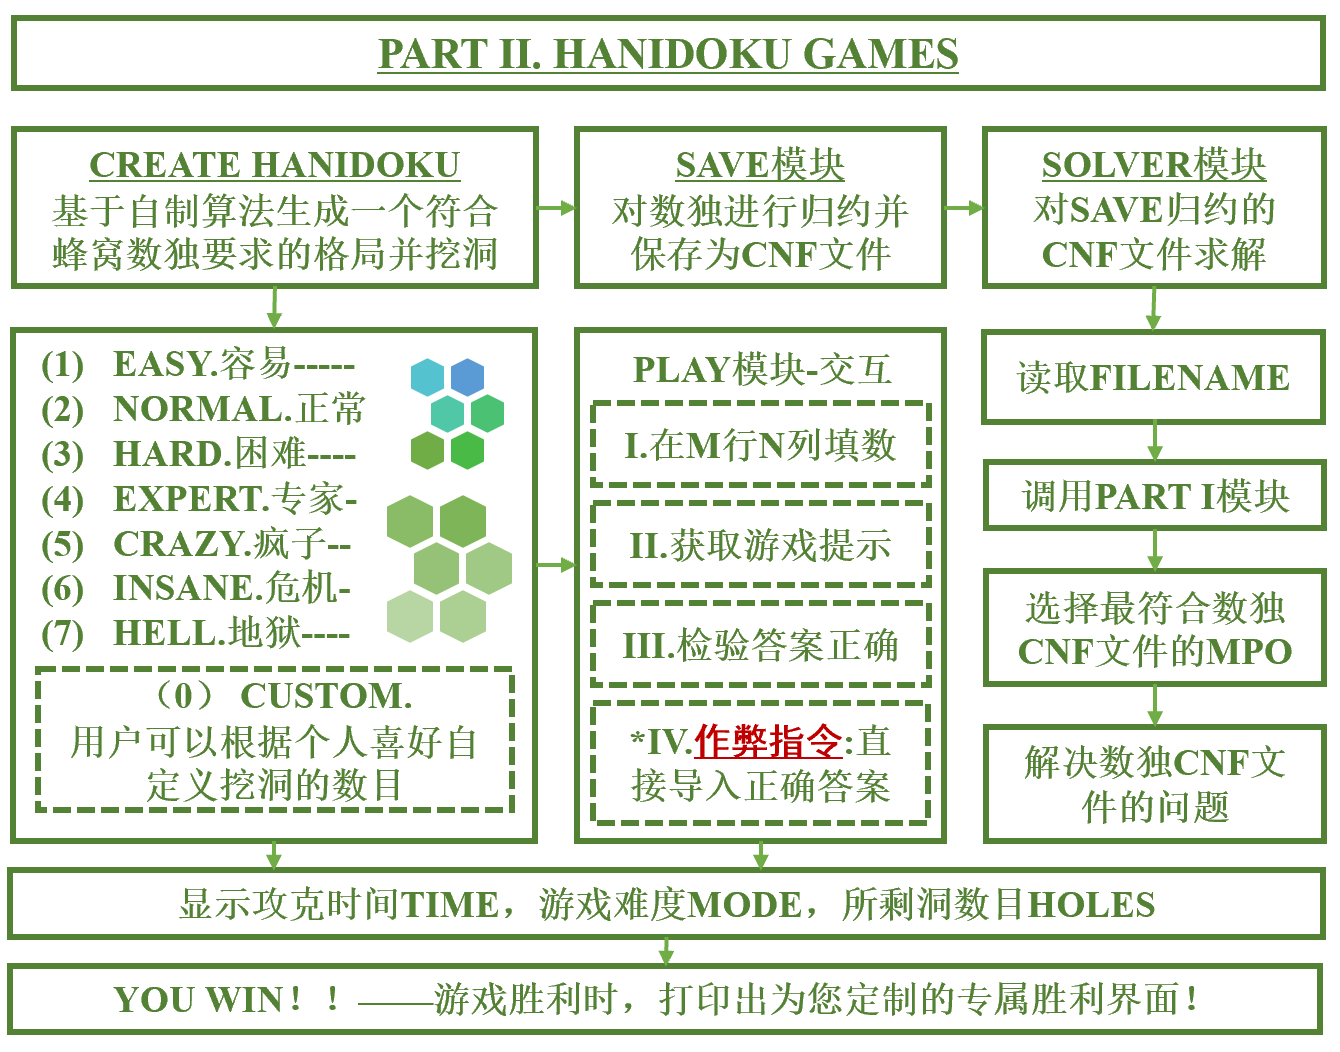 PART II. HANIDOKU GAMES
CREATE HANIDOKU
基于自制算法生成一个符合
蜂窝数独要求的格局并挖洞
SAVE模块
对数独进行归约并
保存为CNF文件
SOLVER模块
对SAVE归约的
CNF文件求解
(1) EASY.容易-----
(2) NORMAL.正常
(3) HARD.困难----
(4) EXPERT.专家-
(5) CRAZY.疯子--
(6) INSANE.危机-
(7) HELL.地狱----
（0） CUSTOM.
用户可以根据个人喜好自
定义挖洞的数目
PLAY模块-交互
I.在M行N列填数
II.获取游戏提示
III.检验答案正确
*IV.作弊指令:直
接导入正确答案
读取FILENAME
调用PART I模块
选择最符合数独
CNF文件的MPO
解决数独CNF文
件的问题
显示攻克时间TIME，游戏难度MODE，所剩洞数目HOLES
YOU WIN！！——游戏胜利时，打印出为您定制的专属胜利界面！